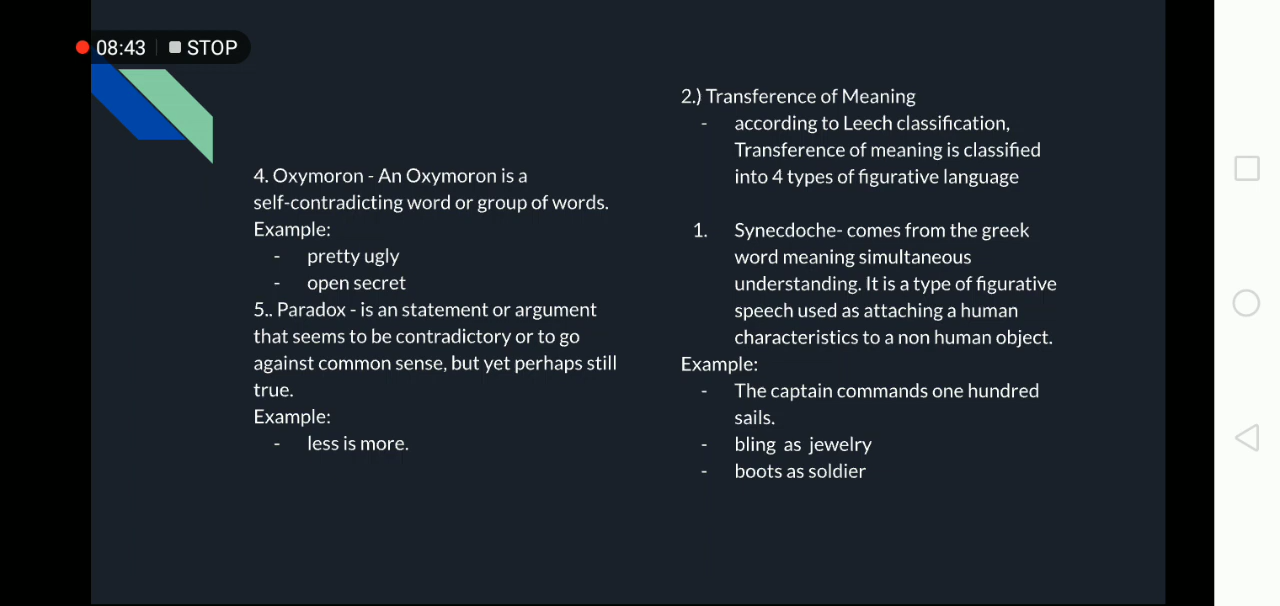 08:43 STOP
4. Oxymoron - An Oxymoron is a
self-contradicting word or group of words.
Example:
- pretty ugly
- open secret
5.. Paradox - is an statement or argument
that seems to be contradictory or to go
against common sense, but yet perhaps still
true.
Example:
- less is more.
2.) Transference of Meaning
- according to Leech classification,
Transference of meaning is classified
into 4 types of figurative language
1. Synecdoche- comes from the greek
word meaning simultaneous
understanding. It is a type of figurative
speech used as attaching a human
characteristics to a non human object.
Example:
- The captain commands one hundred
sails.
- bling as jewelry
- boots as soldier